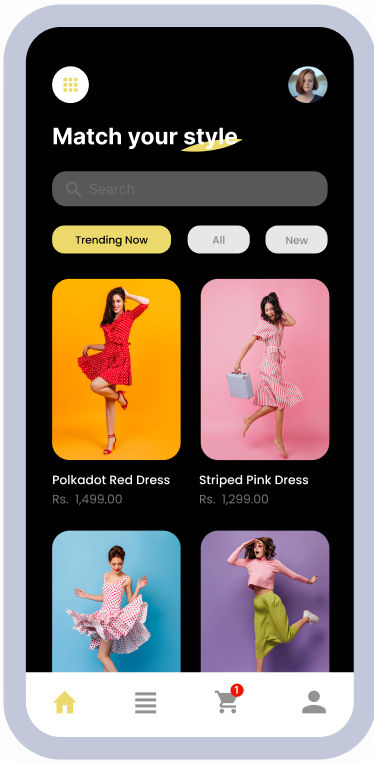 Match your style
Search
Trending Now
All
New
Polkadot Red Dress
Rs. 1,499.00
Striped Pink Dress
Rs. 1,299.00
1